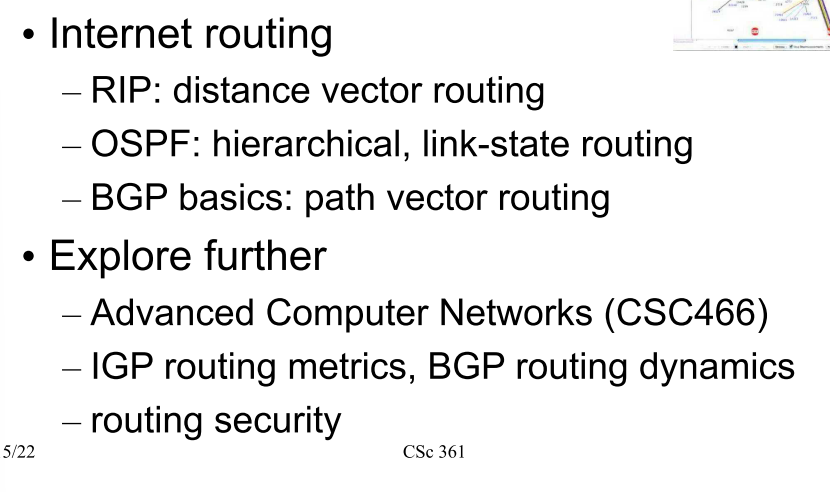 • Internet routing
– RIP: distance vector routing
– OSPF: hierarchical, link-state routing
– BGP basics: path vector routing
• Explore further
– Advanced Computer Networks (CSC466)
– IGP routing metrics, BGP routing dynamics
– routing security
5/22
CSc 361